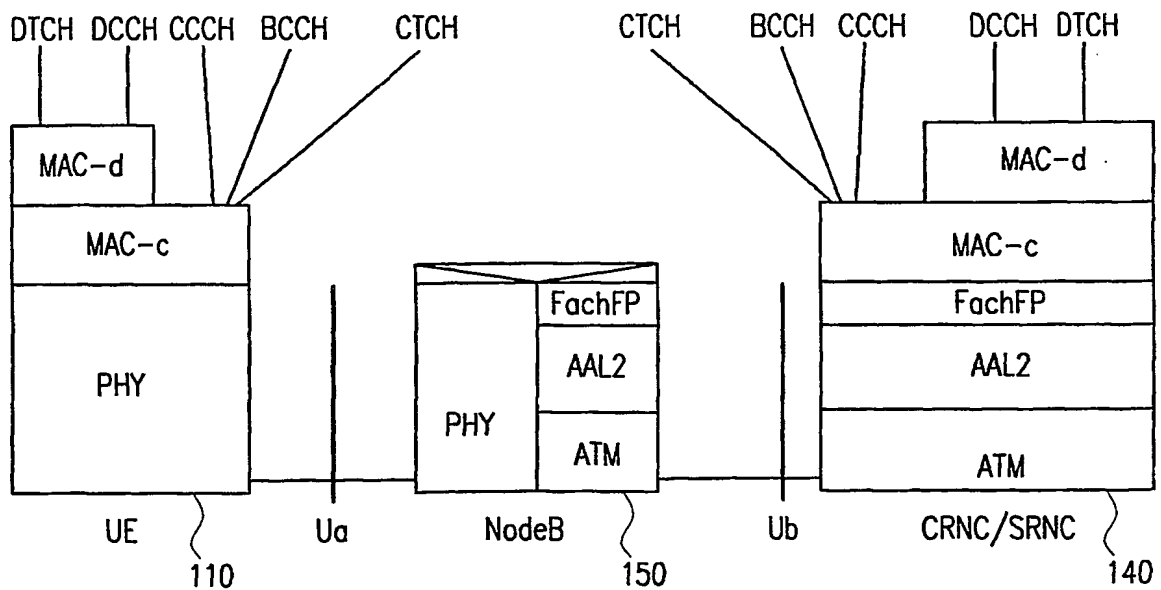 DTCH DCCH CCCH BCCH CTCH CTCH BCCH CCCH DCCH DTCH
MAC-d MAC-d
MAC-c MAC-c
FachFP FachFP
PHY AAL2 AAL2
PHY ATM ATM
UE Ua NodeB Ub CRNC/SRNC
110 150 140